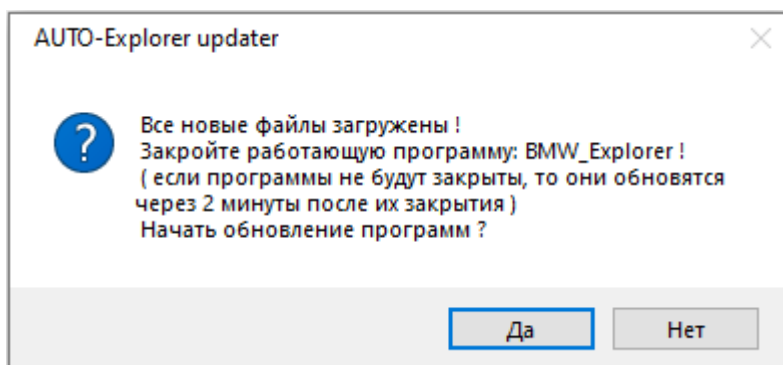 AUTO-Explorer updater
Все новые файлы загружены !
Закройте работающую программу: BMW_Explorer !
( если программы не будут закрыты, то они обновятся
через 2 минуты после их закрытия )
Начать обновление программ ?
Да
Нет